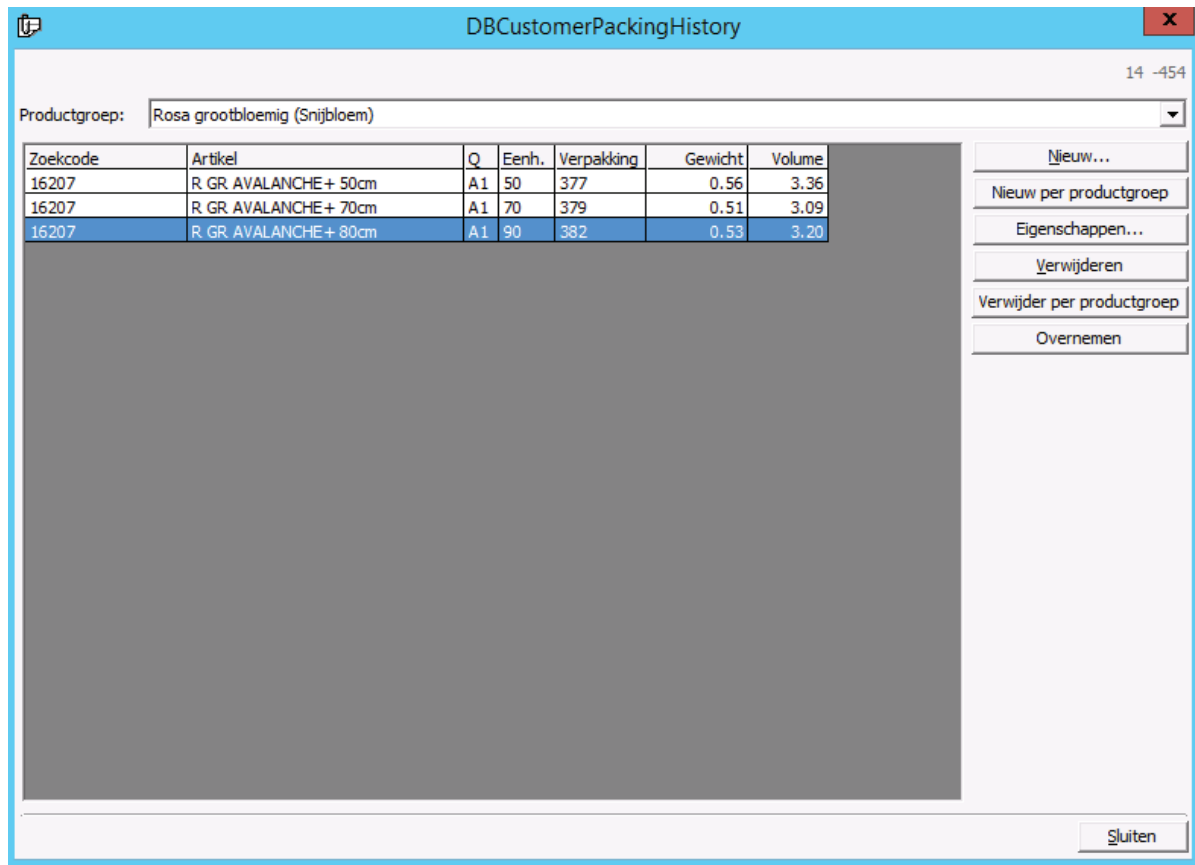 DBCustomerPackingHistory
x
14 -454
Productgroep: Rosa grootbloemig (Snijbloem)
Zoekcode Artikel Q Eenh. Verpakking Gewicht Volume
16207 R GR AVALANCHE+ 50cm A1 50 377 0.56 3.36
16207 R GR AVALANCHE+ 70cm A1 70 379 0.51 3.09
16207 R GR AVALANCHE+ 80cm A1 90 382 0.53 3.20
Nieuw...
Nieuw per productgroep
Eigenschappen...
Verwijderen
Verwijder per productgroep
Overnemen
Sluiten